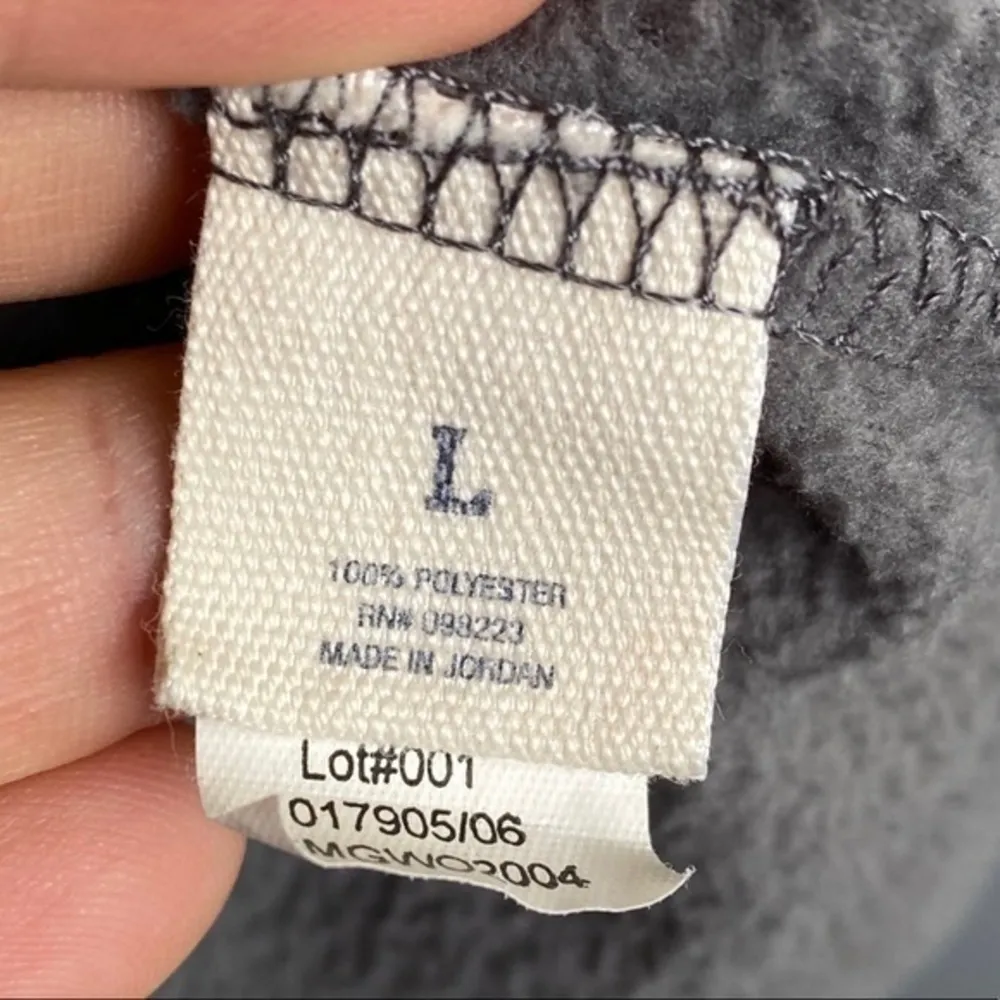 L
100% POLYESTER
RN# 098223
MADE IN JORDAN
Lot#001
017905/06
MGWO2004